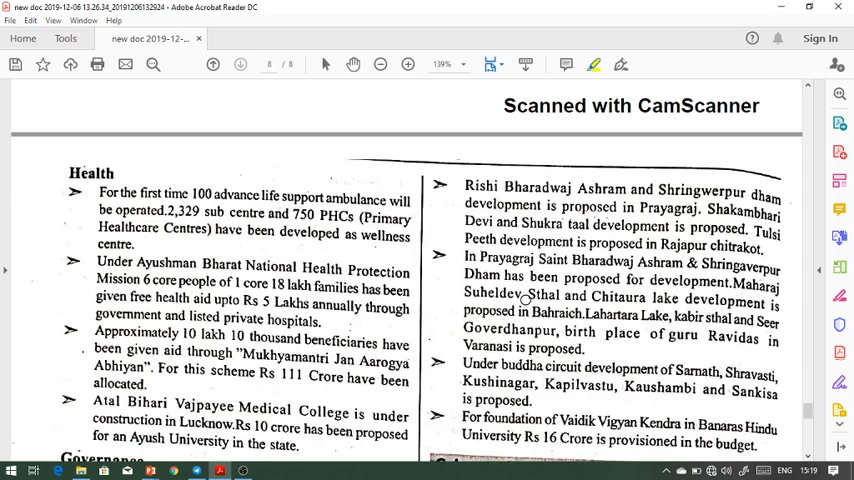 new doc 2019-12-06 13.26.34_20191206132924 - Adobe Acrobat Reader DC
File Edit View Window Help
Home Tools new doc 2019-12-... × Sign In
8 / 8 139%
Scanned with CamScanner
Health
➢ For the first time 100 advance life support ambulance will
be operated.2,329 sub centre and 750 PHCs (Primary
Healthcare Centres) have been developed as wellness
centre.
➢ Under Ayushman Bharat National Health Protection
Mission 6 core people of 1 core 18 lakh families has been
given free health aid upto Rs 5 Lakhs annually through
government and listed private hospitals.
➢ Approximately 10 lakh 10 thousand beneficiaries have
been given aid through "Mukhyamantri Jan Aarogya
Abhiyan". For this scheme Rs 111 Crore have been
allocated.
➢ Atal Bihari Vajpayee Medical College is under
construction in Lucknow.Rs 10 crore has been proposed
for an Ayush University in the state.
Governance
➢ Rishi Bharadwaj Ashram and Shringwerpur dham
development is proposed in Prayagraj. Shakambhari
Devi and Shukra taal development is proposed. Tulsi
Peeth development is proposed in Rajapur chitrakot.
➢ In Prayagraj Saint Bharadwaj Ashram & Shringaverpur
Dham has been proposed for development.Maharaj
Suheldev Sthal and Chitaura lake development is
proposed in Bahraich.Lahartara Lake, kabir sthal and Seer
Goverdhanpur, birth place of guru Ravidas in
Varanasi is proposed.
➢ Under buddha circuit development of Sarnath, Shravasti,
Kushinagar, Kapilvastu, Kaushambi and Sankisa
is proposed.
➢ For foundation of Vaidik Vigyan Kendra in Banaras Hindu
University Rs 16 Crore is provisioned in the budget.
ENG 15:19